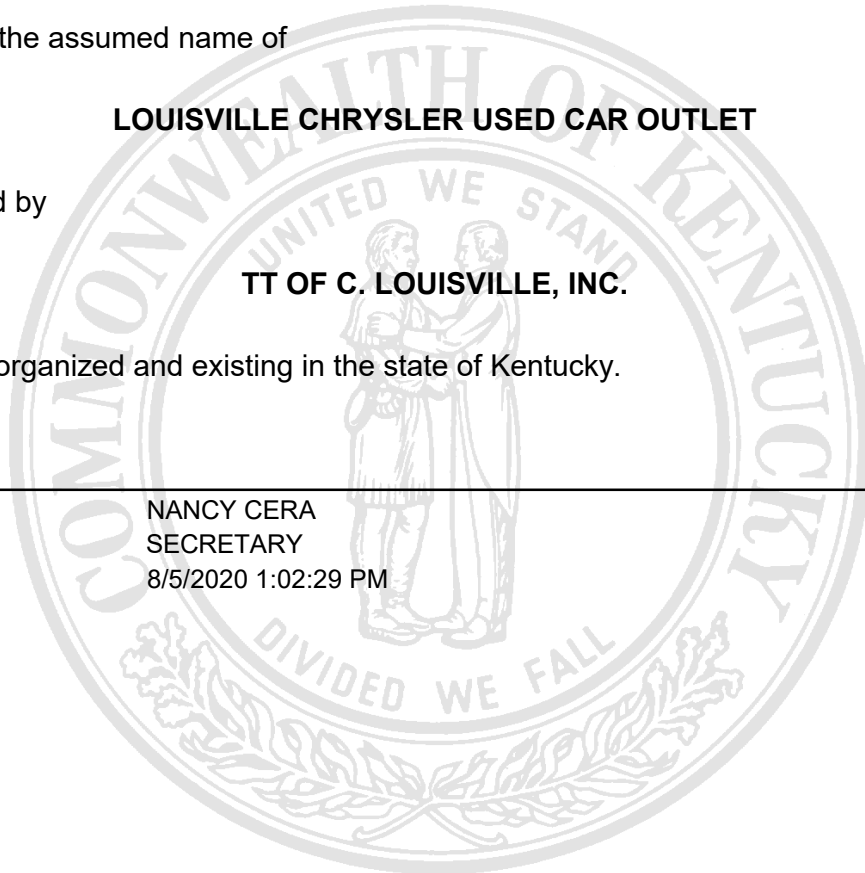 the assumed name of
LOUISVILLE CHRYSLER USED CAR OUTLET
d by
TT OF C. LOUISVILLE, INC.
organized and existing in the state of Kentucky.
NANCY CERA
SECRETARY
8/5/2020 1:02:29 PM
COMMONWEALTH OF KENTUCKY
UNITED WE STAND
DIVIDED WE FALL